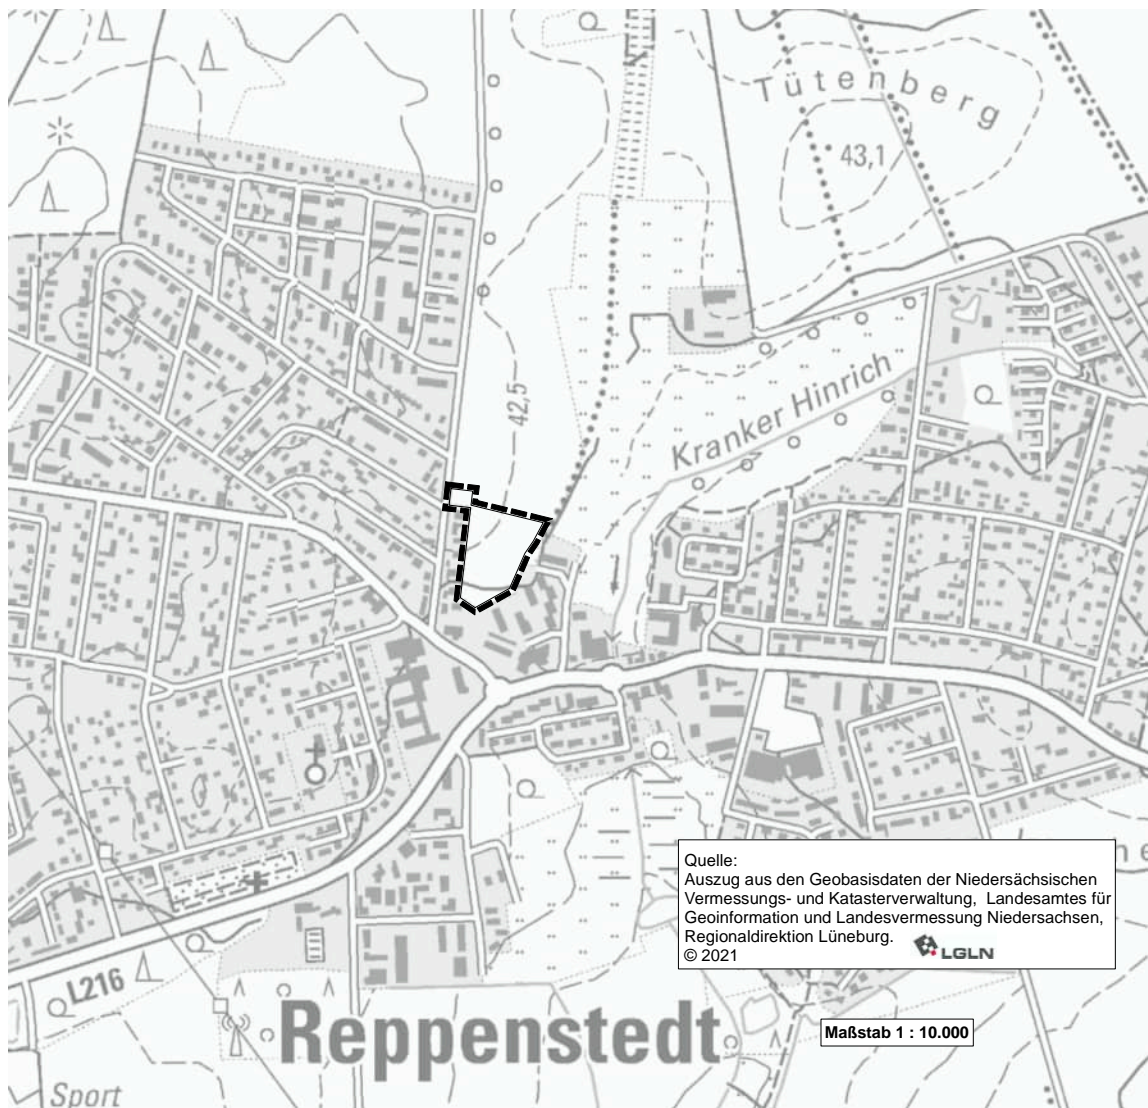 Tütenberg
43,1
42,5
Kranker Hinrich
Quelle:
Auszug aus den Geobasisdaten der Niedersächsischen
Vermessungs- und Katasterverwaltung, Landesamtes für
Geoinformation und Landesvermessung Niedersachsen,
Regionaldirektion Lüneburg.
© 2021
LGLN
L216
Reppenstedt
Maßstab 1 : 10.000
Sport